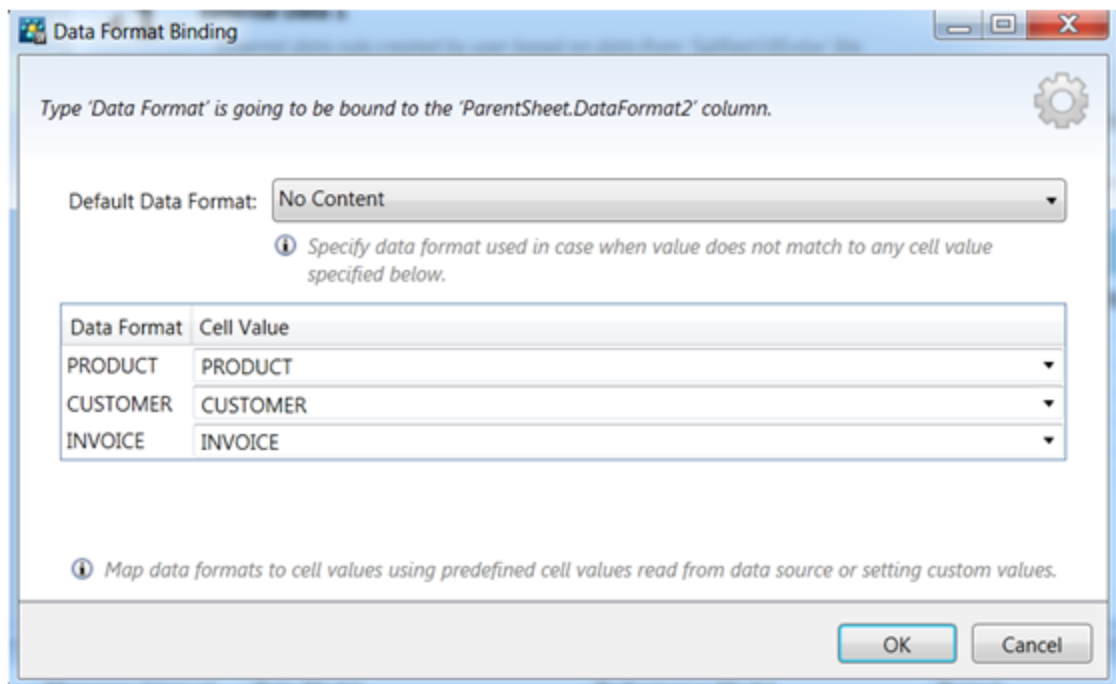 Data Format Binding
Type 'Data Format' is going to be bound to the 'ParentSheet.DataFormat2' column.
Default Data Format: No Content
Specify data format used in case when value does not match to any cell value
specified below.
Data Format Cell Value
PRODUCT PRODUCT
CUSTOMER CUSTOMER
INVOICE INVOICE
Map data formats to cell values using predefined cell values read from data source or setting custom values.
OK Cancel